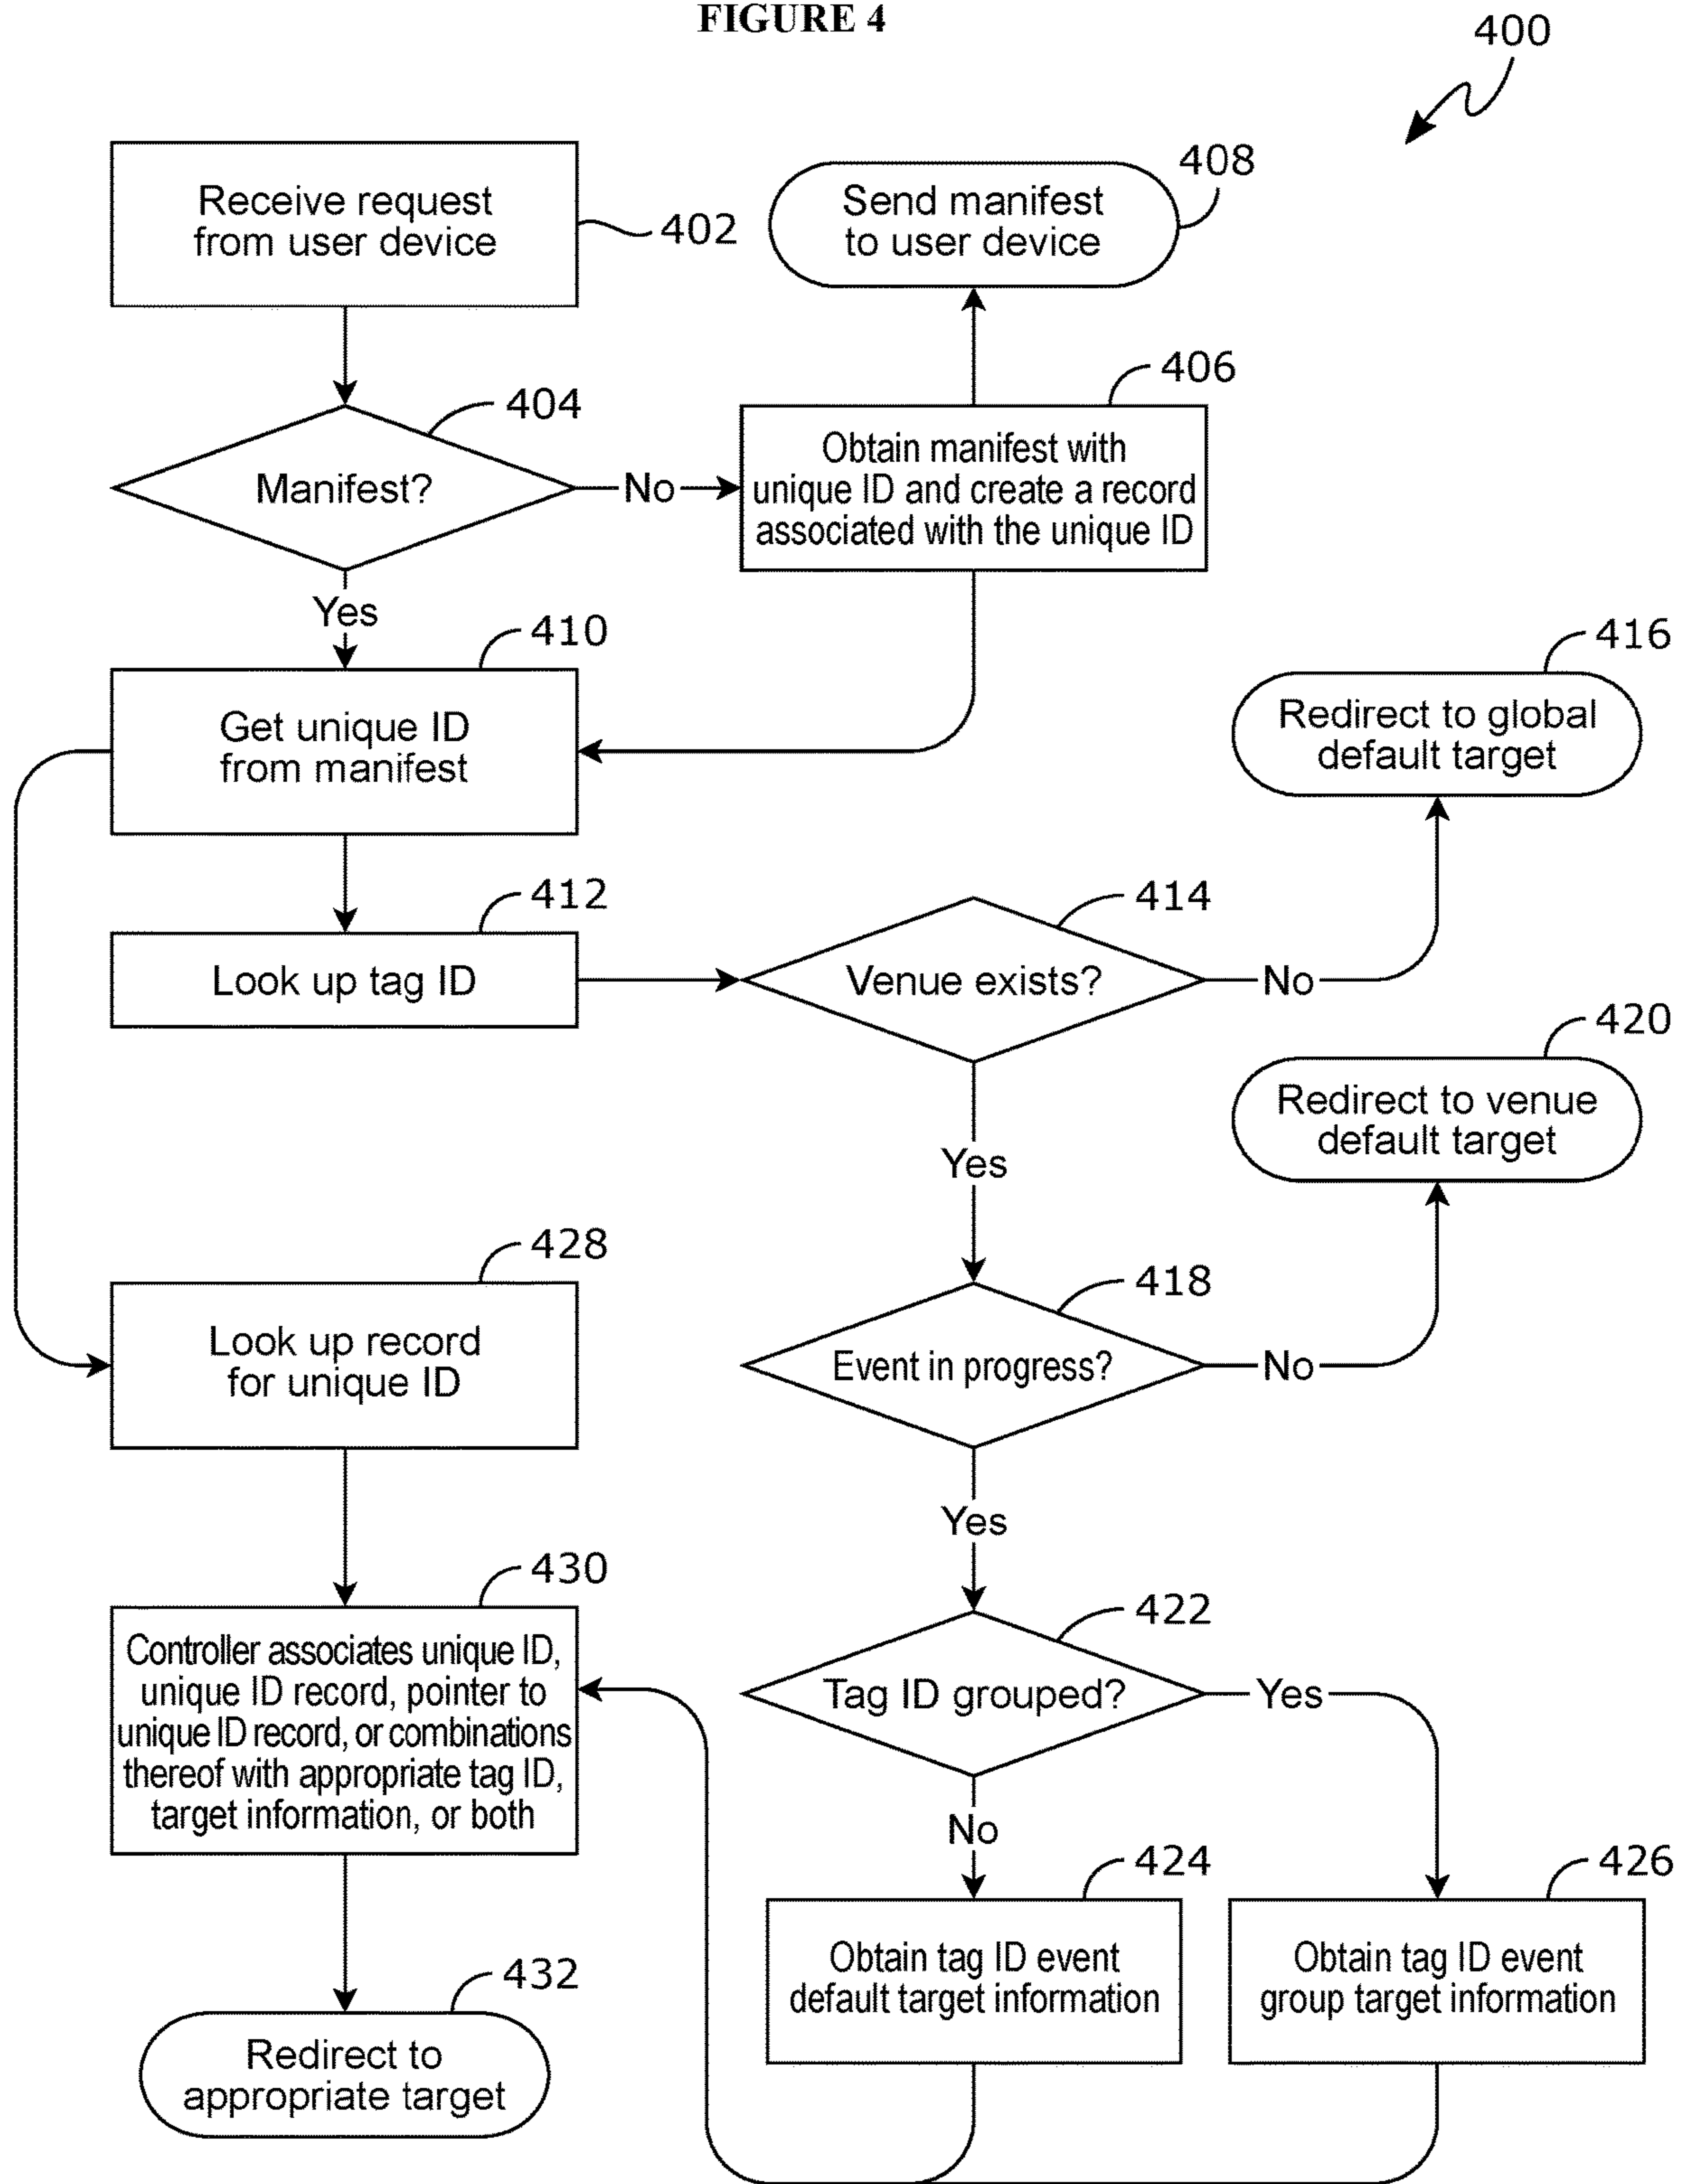 FIGURE 4
400
Receive request
from user device
402
Send manifest
to user device
408
404
Manifest?
No
406
Obtain manifest with
unique ID and create a record
associated with the unique ID
Yes
410
Get unique ID
from manifest
416
Redirect to global
default target
412
Look up tag ID
414
Venue exists?
No
420
Redirect to venue
default target
Yes
428
Look up record
for unique ID
418
Event in progress?
No
Yes
430
Controller associates unique ID,
unique ID record, pointer to
unique ID record, or combinations
thereof with appropriate tag ID,
target information, or both
422
Tag ID grouped?
Yes
No
424
Obtain tag ID event
default target information
426
Obtain tag ID event
group target information
432
Redirect to
appropriate target